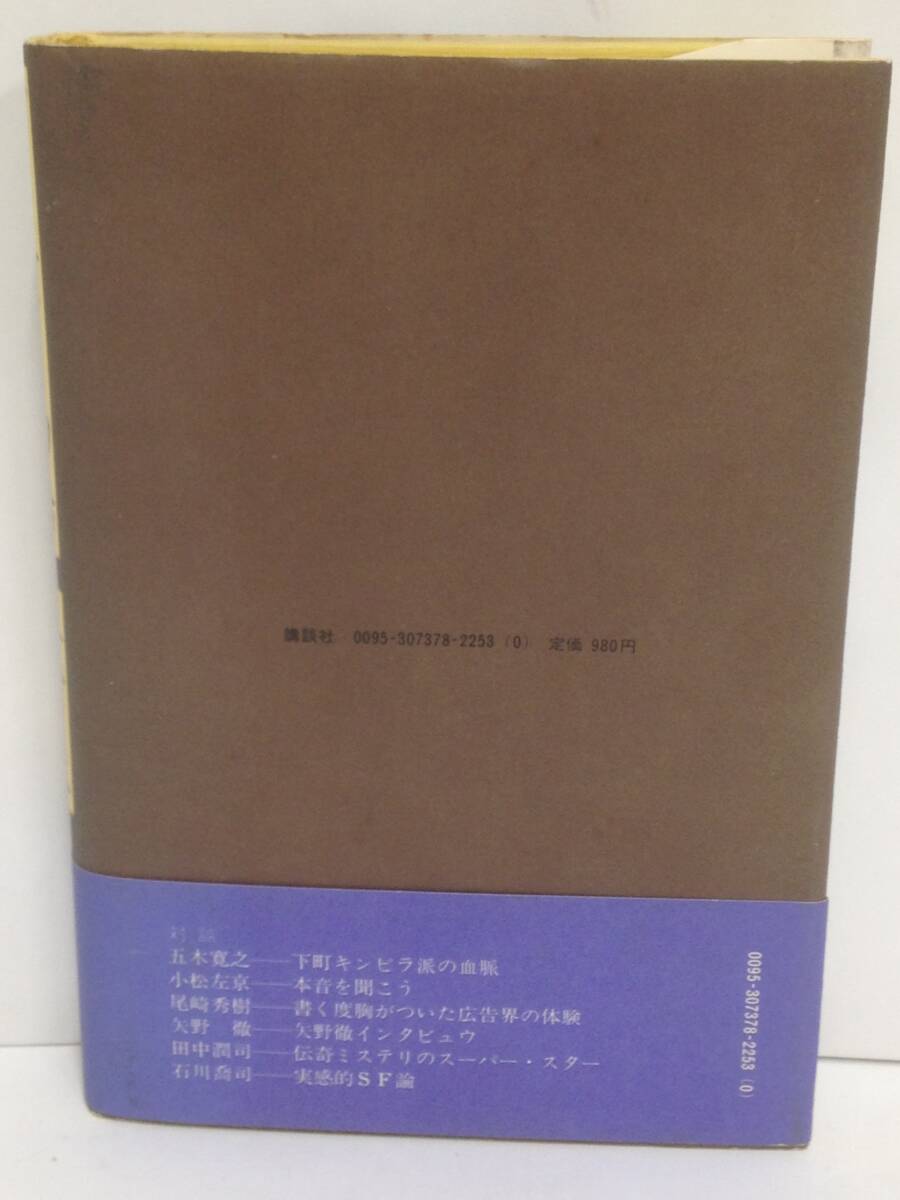 講談社 0095-307378-2253(0) 定価 980円
対談
五木寛之──下町キンピラ派の血脈
小松左京──本音を聞こう
尾崎秀樹──書く度胸がついた広告界の体験
矢野 徹──矢野徹インタビュウ
田中潤司──伝奇ミステリのスーパー・スター
石川喬司──実感的SF論
0095-307378-2253(0)